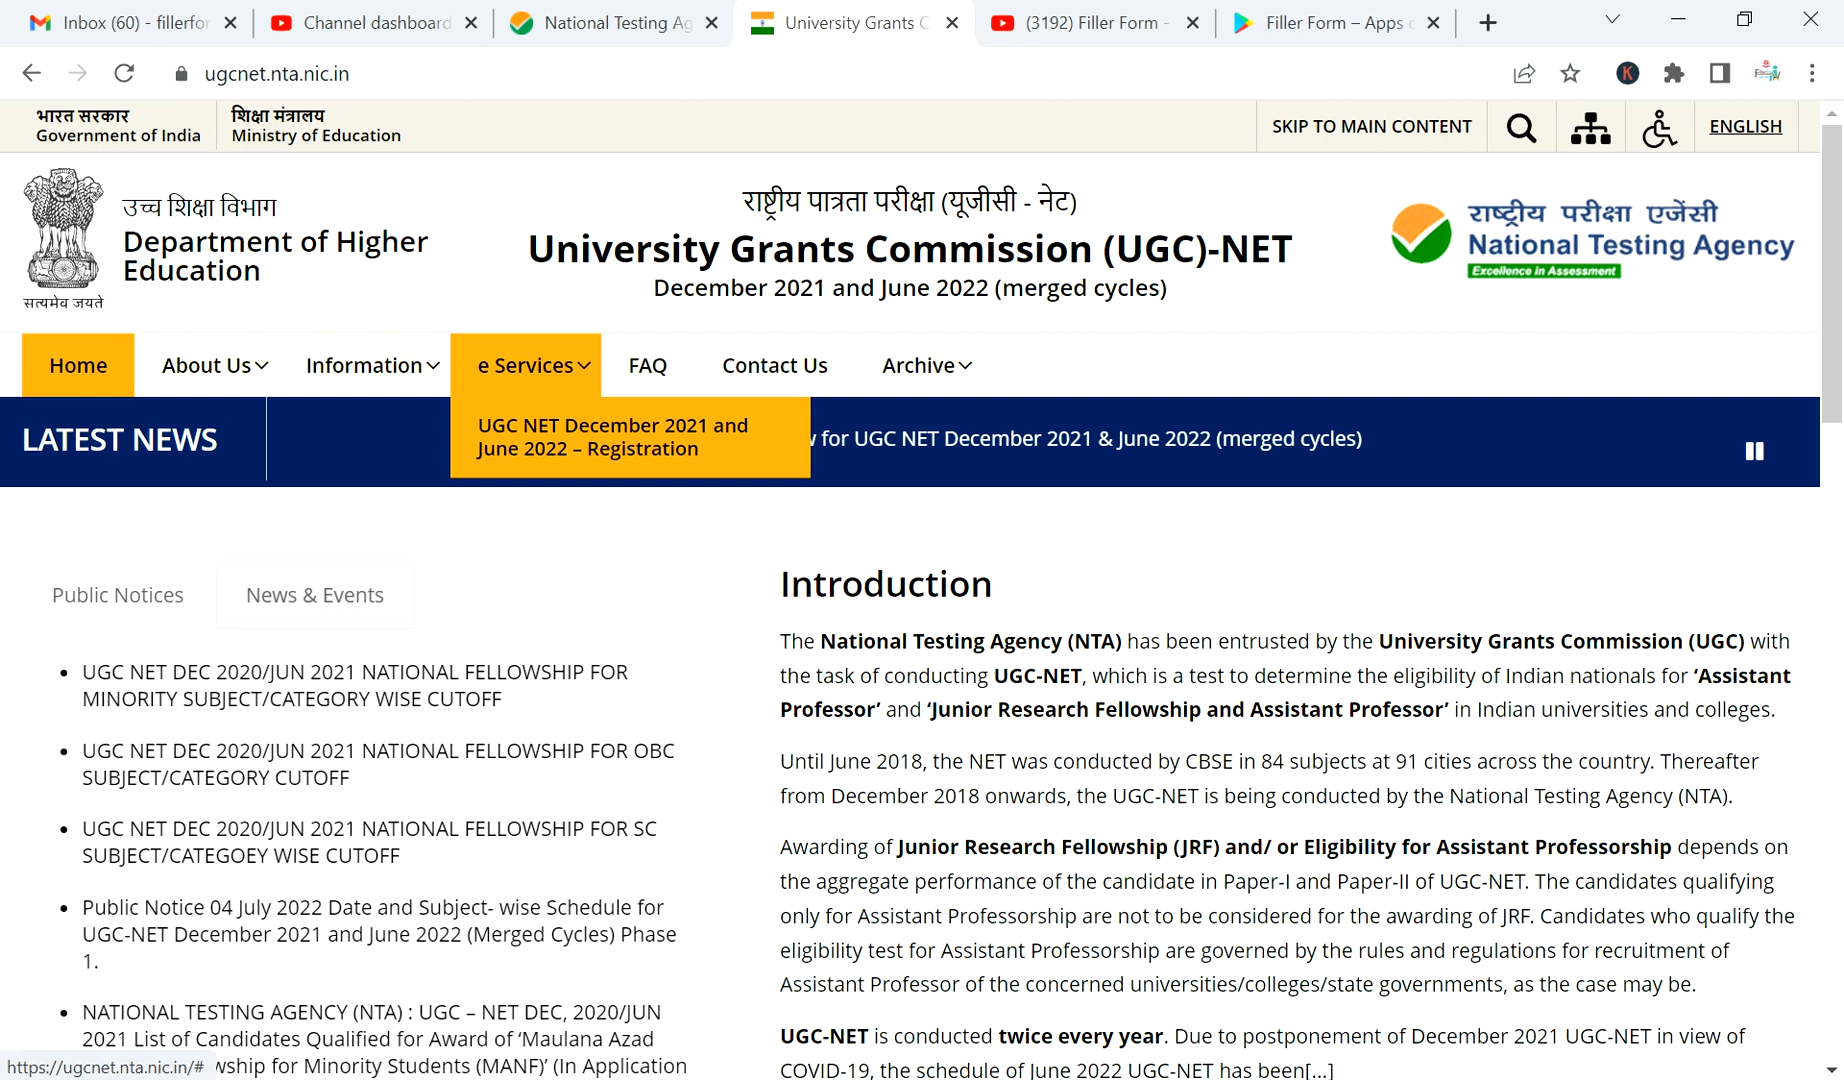 Inbox (60) - fillerfor
Channel dashboard
National Testing Ag
University Grants C
(3192) Filler Form -
Filler Form – Apps
ugcnet.nta.nic.in
K
भारत सरकार
Government of India
शिक्षा मंत्रालय
Ministry of Education
SKIP TO MAIN CONTENT
ENGLISH
सत्यमेव जयते
उच्च शिक्षा विभाग
Department of Higher
Education
राष्ट्रीय पात्रता परीक्षा (यूजीसी - नेट)
University Grants Commission (UGC)-NET
December 2021 and June 2022 (merged cycles)
राष्ट्रीय परीक्षा एजेंसी
National Testing Agency
Excellence in Assessment
Home
About Us
Information
e Services
FAQ
Contact Us
Archive
LATEST NEWS
UGC NET December 2021 and
June 2022 – Registration
for UGC NET December 2021 & June 2022 (merged cycles)
Public Notices
News & Events
UGC NET DEC 2020/JUN 2021 NATIONAL FELLOWSHIP FOR
MINORITY SUBJECT/CATEGORY WISE CUTOFF
UGC NET DEC 2020/JUN 2021 NATIONAL FELLOWSHIP FOR OBC
SUBJECT/CATEGORY CUTOFF
UGC NET DEC 2020/JUN 2021 NATIONAL FELLOWSHIP FOR SC
SUBJECT/CATEGOEY WISE CUTOFF
Public Notice 04 July 2022 Date and Subject- wise Schedule for
UGC-NET December 2021 and June 2022 (Merged Cycles) Phase
1.
NATIONAL TESTING AGENCY (NTA) : UGC – NET DEC, 2020/JUN
2021 List of Candidates Qualified for Award of ‘Maulana Azad
wship for Minority Students (MANF)’ (In Application
https://ugcnet.nta.nic.in/#
Introduction
The National Testing Agency (NTA) has been entrusted by the University Grants Commission (UGC) with
the task of conducting UGC-NET, which is a test to determine the eligibility of Indian nationals for ‘Assistant
Professor’ and ‘Junior Research Fellowship and Assistant Professor’ in Indian universities and colleges.
Until June 2018, the NET was conducted by CBSE in 84 subjects at 91 cities across the country. Thereafter
from December 2018 onwards, the UGC-NET is being conducted by the National Testing Agency (NTA).
Awarding of Junior Research Fellowship (JRF) and/ or Eligibility for Assistant Professorship depends on
the aggregate performance of the candidate in Paper-I and Paper-II of UGC-NET. The candidates qualifying
only for Assistant Professorship are not to be considered for the awarding of JRF. Candidates who qualify the
eligibility test for Assistant Professorship are governed by the rules and regulations for recruitment of
Assistant Professor of the concerned universities/colleges/state governments, as the case may be.
UGC-NET is conducted twice every year. Due to postponement of December 2021 UGC-NET in view of
COVID-19, the schedule of June 2022 UGC-NET has been[...]